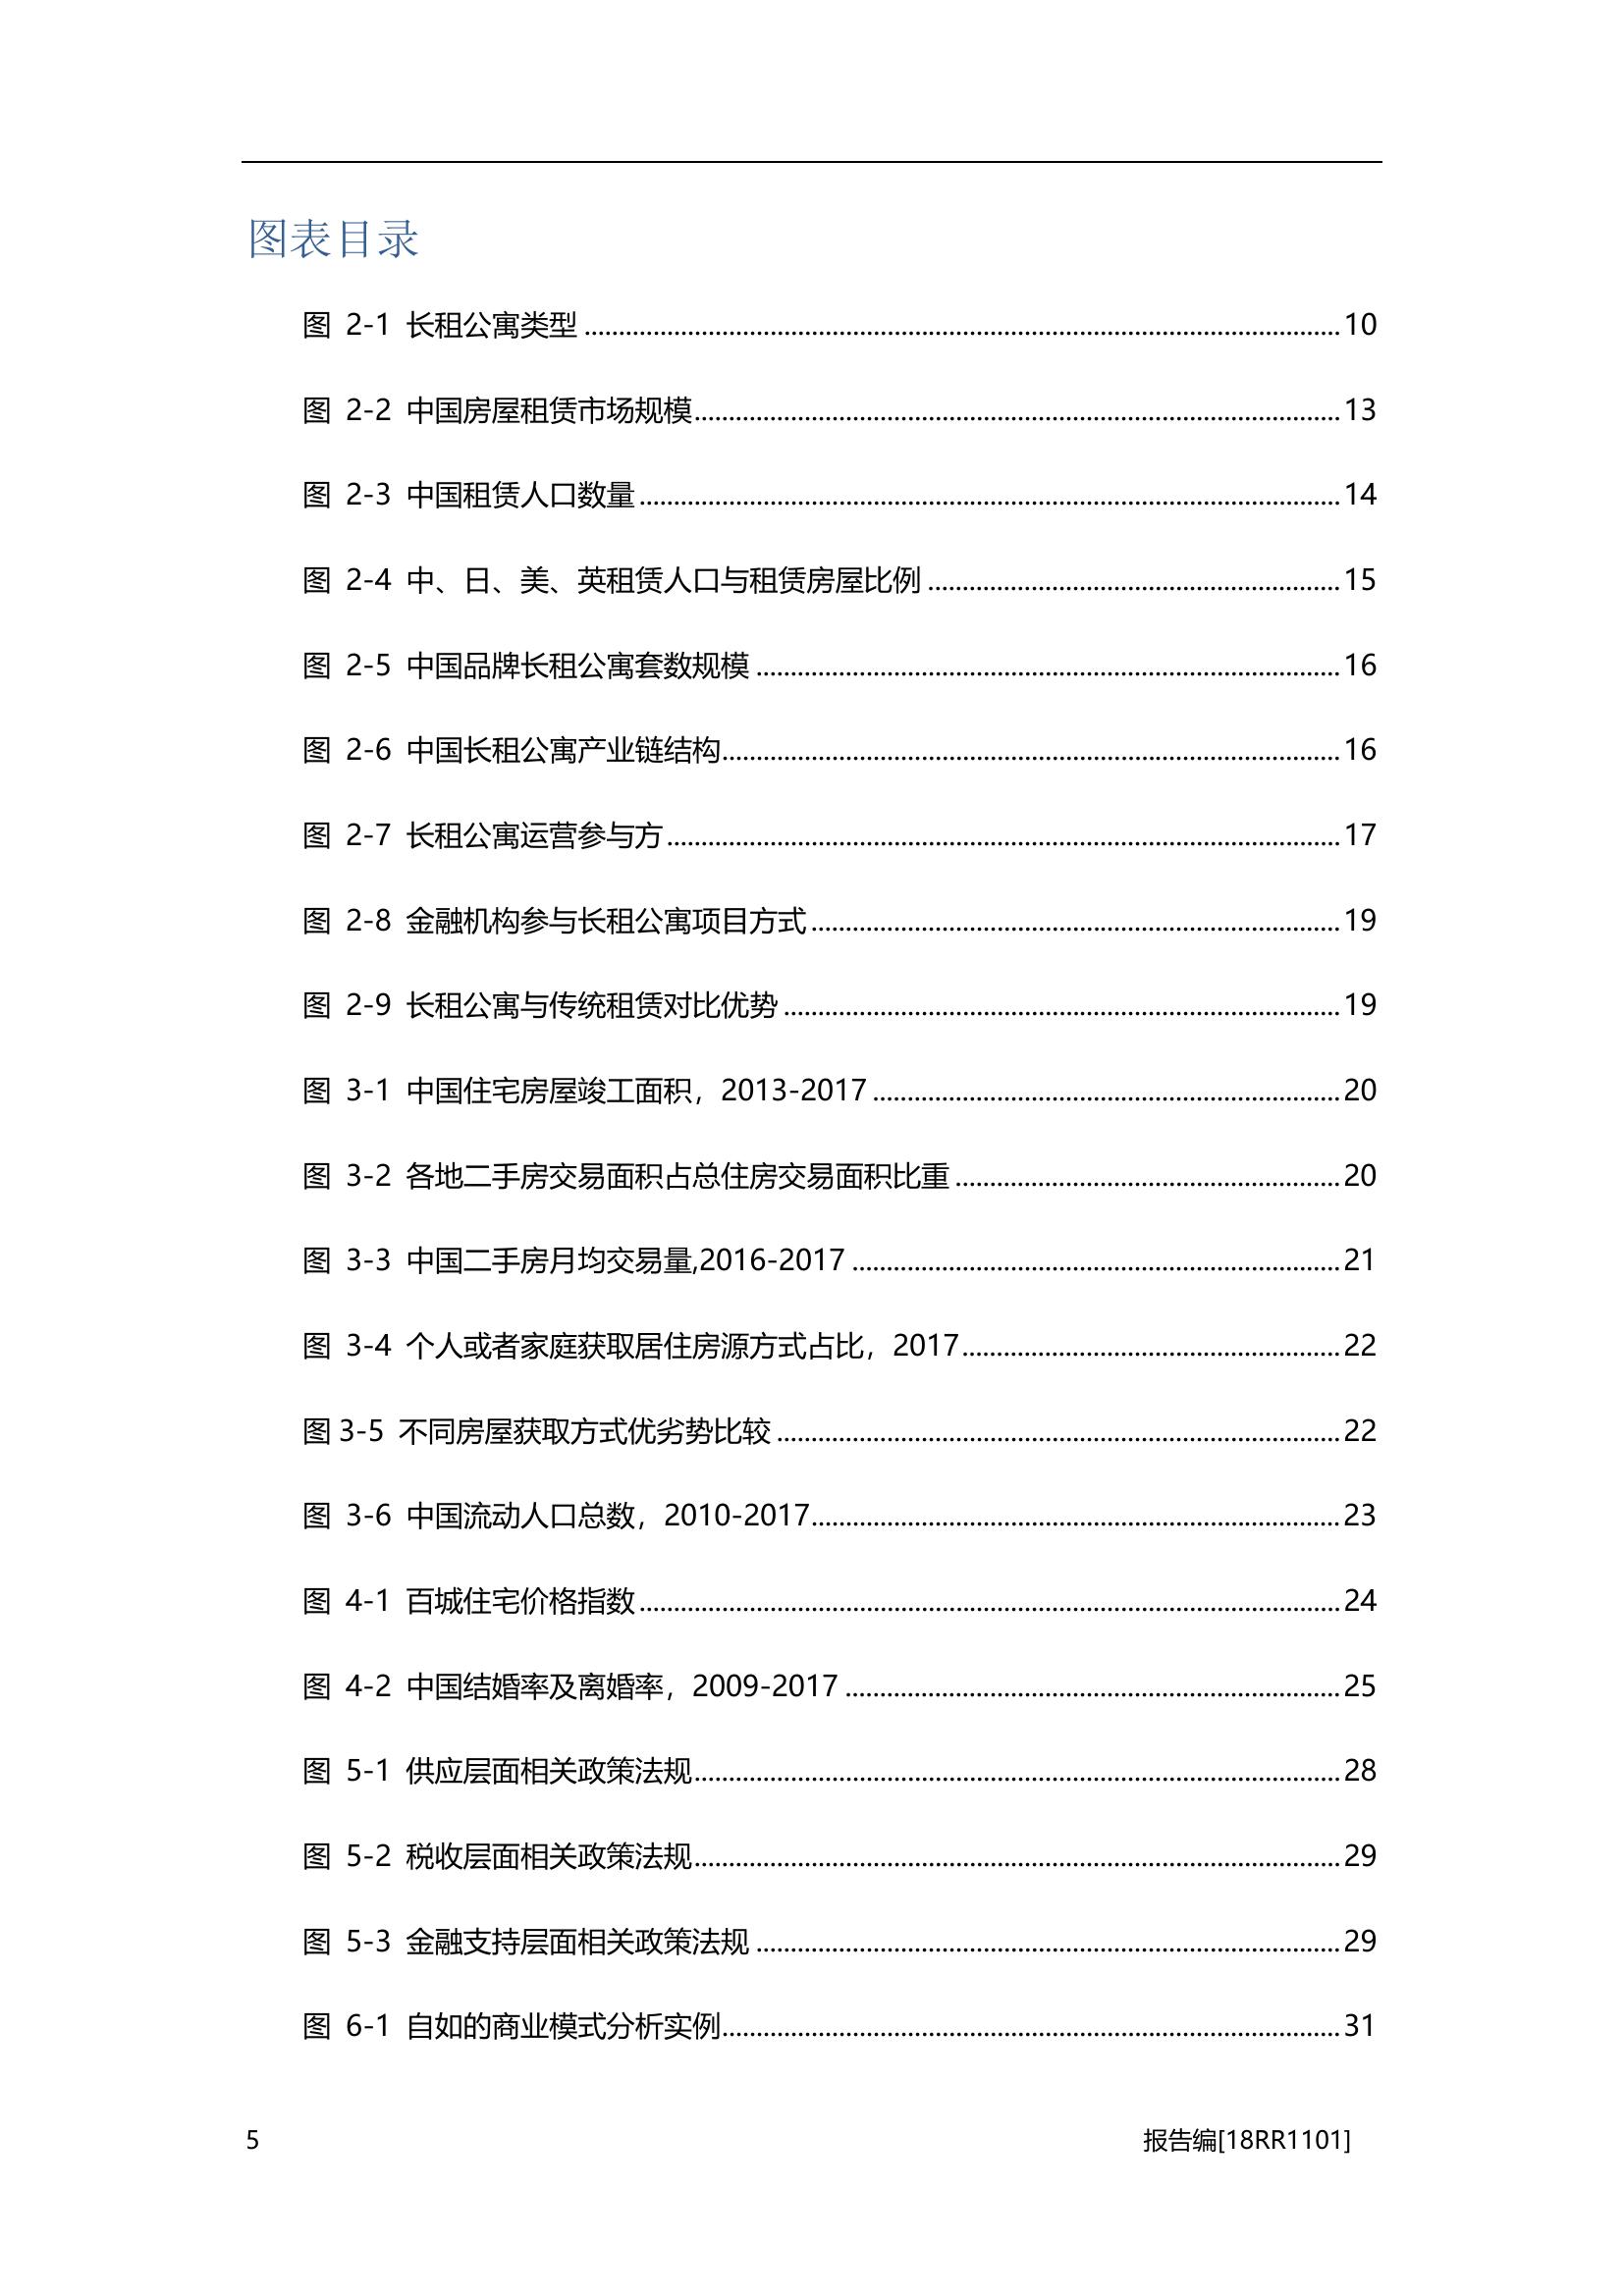 图表目录
图 2-1 长租公寓类型 ........ 10
图 2-2 中国房屋租赁市场规模 ........ 13
图 2-3 中国租赁人口数量 ........ 14
图 2-4 中、日、美、英租赁人口与租赁房屋比例 ........ 15
图 2-5 中国品牌长租公寓套数规模 ........ 16
图 2-6 中国长租公寓产业链结构 ........ 16
图 2-7 长租公寓运营参与方 ........ 17
图 2-8 金融机构参与长租公寓项目方式 ........ 19
图 2-9 长租公寓与传统租赁对比优势 ........ 19
图 3-1 中国住宅房屋竣工面积，2013-2017 ........ 20
图 3-2 各地二手房交易面积占总住房交易面积比重 ........ 20
图 3-3 中国二手房月均交易量,2016-2017 ........ 21
图 3-4 个人或者家庭获取居住房源方式占比，2017 ........ 22
图 3-5 不同房屋获取方式优劣势比较 ........ 22
图 3-6 中国流动人口总数，2010-2017 ........ 23
图 4-1 百城住宅价格指数 ........ 24
图 4-2 中国结婚率及离婚率，2009-2017 ........ 25
图 5-1 供应层面相关政策法规 ........ 28
图 5-2 税收层面相关政策法规 ........ 29
图 5-3 金融支持层面相关政策法规 ........ 29
图 6-1 自如的商业模式分析实例 ........ 31
5 报告编[18RR1101]